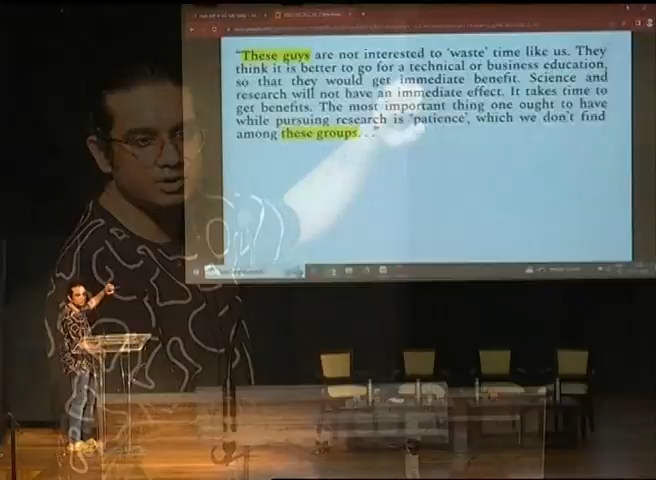 "These guys are not interested to 'waste' time like us. They
think it is better to go for a technical or business education,
so that they would get immediate benefit. Science and
research will not have an immediate effect. It takes time to
get benefits. The most important thing one ought to have
while pursuing research is 'patience', which we don't find
among these groups. . ."